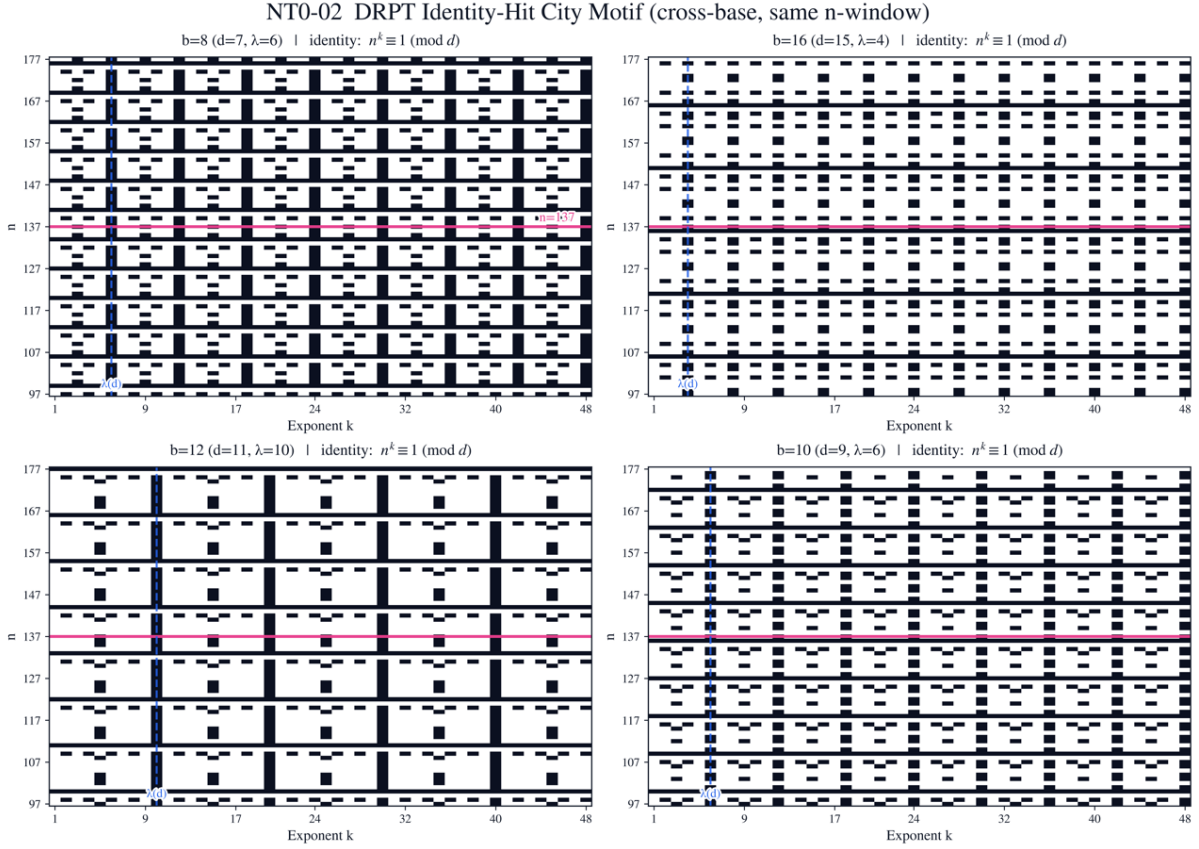 NT0-02 DRPT Identity-Hit City Motif (cross-base, same n-window)
b=8 (d=7, λ=6) | identity: n^k ≡ 1 (mod d)
177
167
157
147
137
127
117
107
97
n
n=137
λ(d)
1 9 17 24 32 40 48
Exponent k
b=16 (d=15, λ=4) | identity: n^k ≡ 1 (mod d)
177
167
157
147
137
127
117
107
97
n
λ(d)
1 9 17 24 32 40 48
Exponent k
b=12 (d=11, λ=10) | identity: n^k ≡ 1 (mod d)
177
167
157
147
137
127
117
107
97
n
λ(d)
1 9 17 24 32 40 48
Exponent k
b=10 (d=9, λ=6) | identity: n^k ≡ 1 (mod d)
177
167
157
147
137
127
117
107
97
n
λ(d)
1 9 17 24 32 40 48
Exponent k